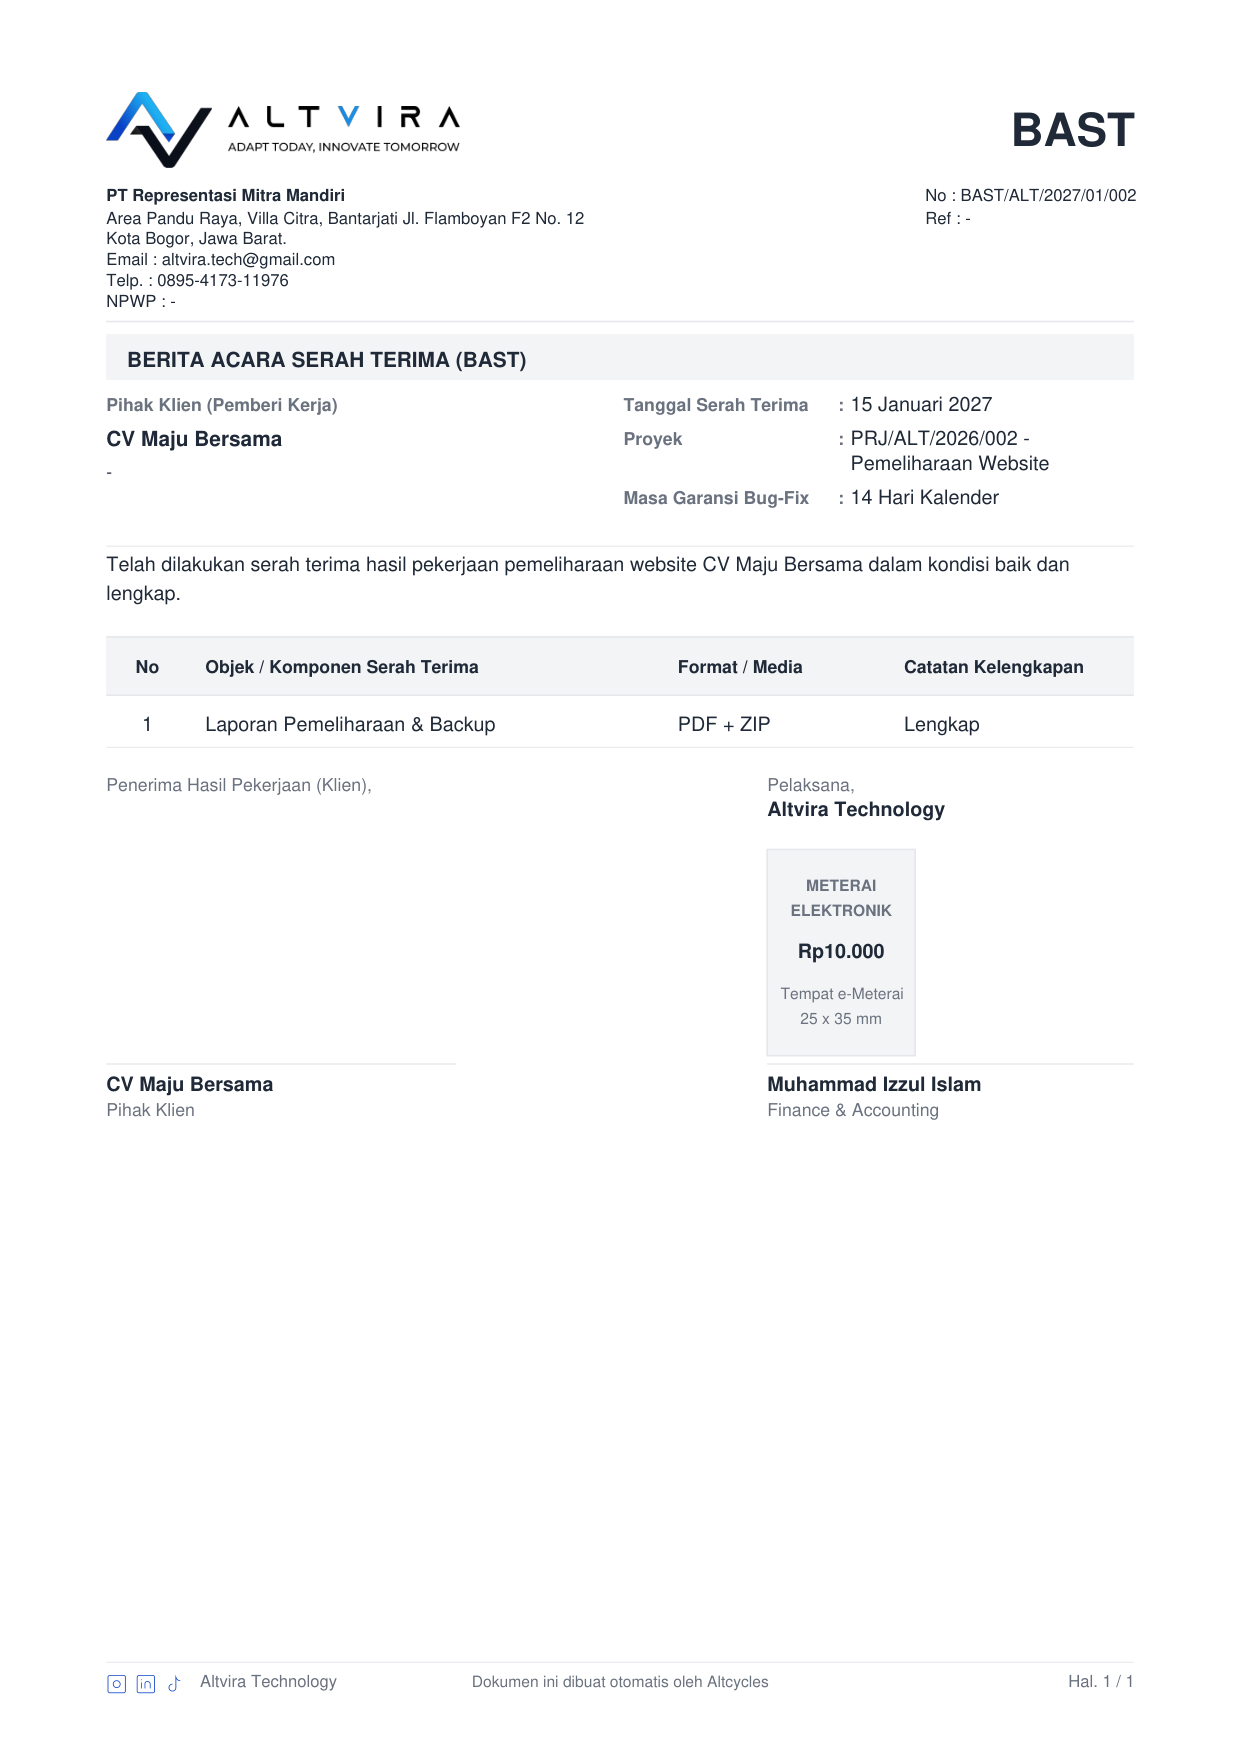 ALTVIRA
ADAPT TODAY, INNOVATE TOMORROW
BAST
PT Representasi Mitra Mandiri
Area Pandu Raya, Villa Citra, Bantarjati Jl. Flamboyan F2 No. 12
Kota Bogor, Jawa Barat.
Email : altvira.tech@gmail.com
Telp. : 0895-4173-11976
NPWP : -
No : BAST/ALT/2027/01/002
Ref : -
BERITA ACARA SERAH TERIMA (BAST)
Pihak Klien (Pemberi Kerja)
CV Maju Bersama
-
Tanggal Serah Terima : 15 Januari 2027
Proyek : PRJ/ALT/2026/002 -
Pemeliharaan Website
Masa Garansi Bug-Fix : 14 Hari Kalender
Telah dilakukan serah terima hasil pekerjaan pemeliharaan website CV Maju Bersama dalam kondisi baik dan
lengkap.
No Objek / Komponen Serah Terima Format / Media Catatan Kelengkapan
1 Laporan Pemeliharaan & Backup PDF + ZIP Lengkap
Penerima Hasil Pekerjaan (Klien),
Pelaksana,
Altvira Technology
METERAI
ELEKTRONIK
Rp10.000
Tempat e-Meterai
25 x 35 mm
CV Maju Bersama
Pihak Klien
Muhammad Izzul Islam
Finance & Accounting
Altvira Technology Dokumen ini dibuat otomatis oleh Altcycles Hal. 1 / 1